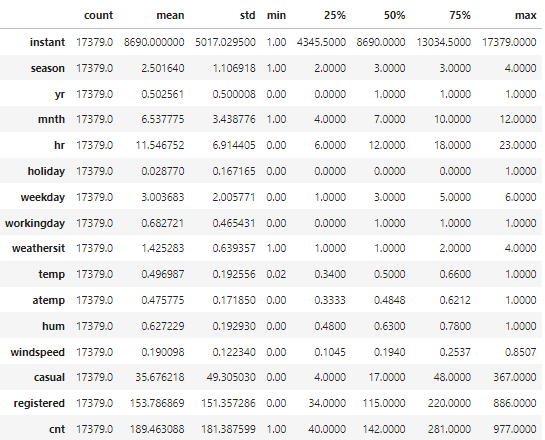 count mean std min 25% 50% 75% max
instant 17379.0 8690.000000 5017.029500 1.00 4345.5000 8690.0000 13034.5000 17379.0000
season 17379.0 2.501640 1.106918 1.00 2.0000 3.0000 3.0000 4.0000
yr 17379.0 0.502561 0.500008 0.00 0.0000 1.0000 1.0000 1.0000
mnth 17379.0 6.537775 3.438776 1.00 4.0000 7.0000 10.0000 12.0000
hr 17379.0 11.546752 6.914405 0.00 6.0000 12.0000 18.0000 23.0000
holiday 17379.0 0.028770 0.167165 0.00 0.0000 0.0000 0.0000 1.0000
weekday 17379.0 3.003683 2.005771 0.00 1.0000 3.0000 5.0000 6.0000
workingday 17379.0 0.682721 0.465431 0.00 0.0000 1.0000 1.0000 1.0000
weathersit 17379.0 1.425283 0.639357 1.00 1.0000 1.0000 2.0000 4.0000
temp 17379.0 0.496987 0.192556 0.02 0.3400 0.5000 0.6600 1.0000
atemp 17379.0 0.475775 0.171850 0.00 0.3333 0.4848 0.6212 1.0000
hum 17379.0 0.627229 0.192930 0.00 0.4800 0.6300 0.7800 1.0000
windspeed 17379.0 0.190098 0.122340 0.00 0.1045 0.1940 0.2537 0.8507
casual 17379.0 35.676218 49.305030 0.00 4.0000 17.0000 48.0000 367.0000
registered 17379.0 153.786869 151.357286 0.00 34.0000 115.0000 220.0000 886.0000
cnt 17379.0 189.463088 181.387599 1.00 40.0000 142.0000 281.0000 977.0000